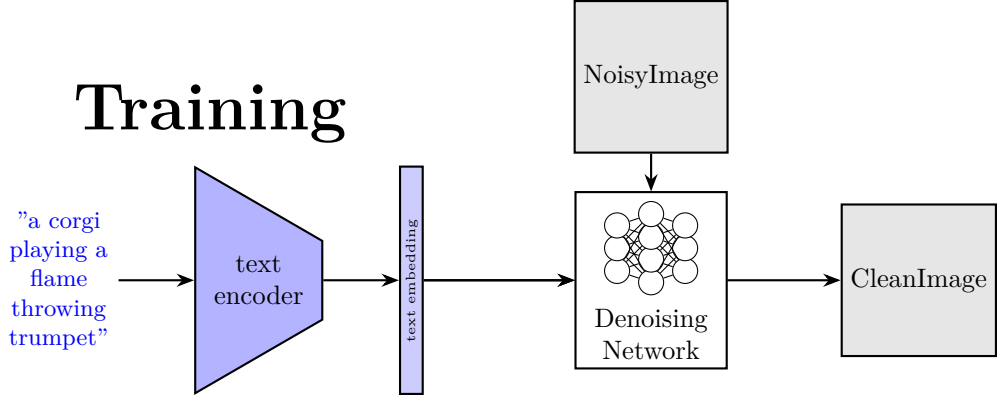 NoisyImage
Training
”a corgi
playing a
flame
throwing
trumpet”
text
encoder
text embedding
Denoising
Network
CleanImage